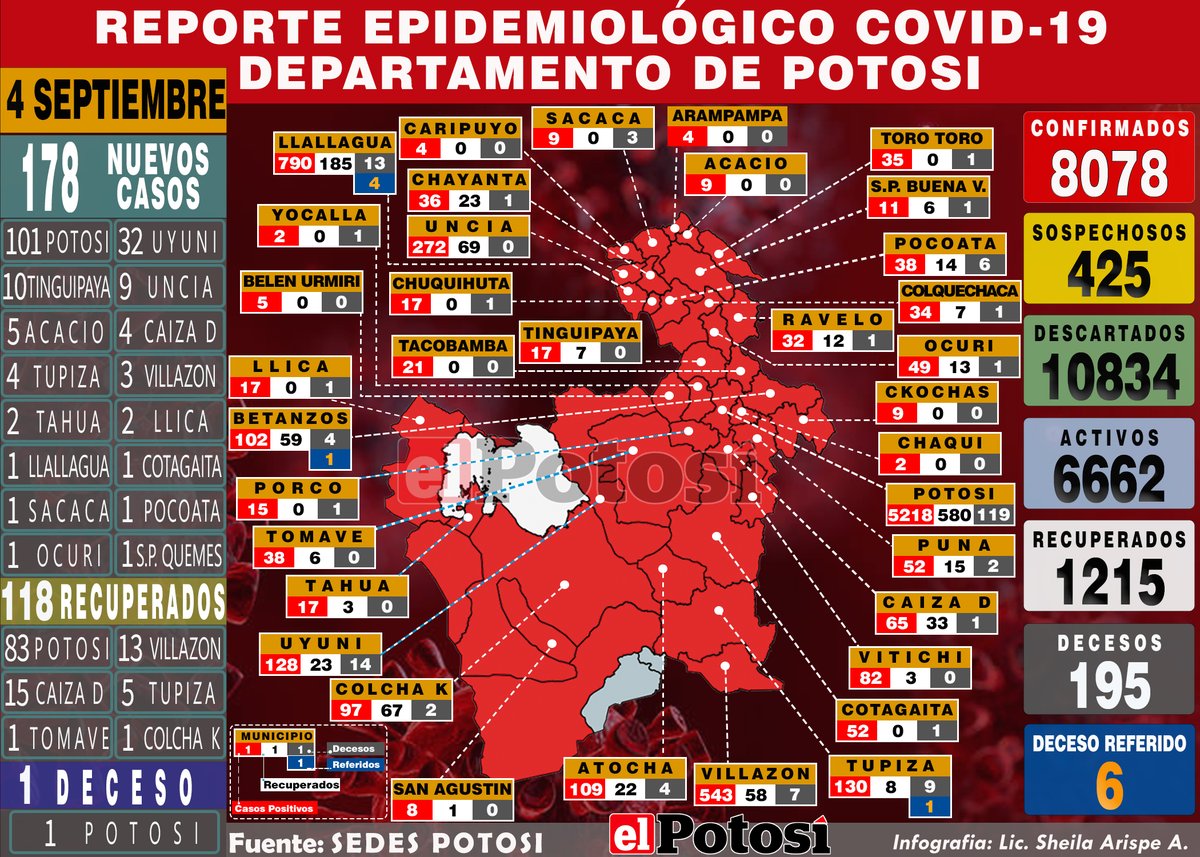 REPORTE EPIDEMIOLÓGICO COVID-19
DEPARTAMENTO DE POTOSI
4 SEPTIEMBRE
178 NUEVOS CASOS
101 POTOSI 32 UYUNI
10 TINGUIPAYA 9 UNCIA
5 ACACIO 4 CAIZA D
4 TUPIZA 3 VILLAZON
2 TAHUA 2 LLICA
1 LLALLAGUA 1 COTAGAITA
1 SACACA 1 POCOATA
1 OCURI 1 S.P. QUEMES
118 RECUPERADOS
83 POTOSI 13 VILLAZON
15 CAIZA D 5 TUPIZA
1 TOMAVE 1 COLCHA K
1 DECESO
1 POTOSI
LLALLAGUA
790 185 13
4
CARIPUYO
4 0 0
SACACA
9 0 3
ARAMPAMPA
4 0 0
TORO TORO
35 0 1
CHAYANTA
36 23 1
ACACIO
9 0 0
S.P. BUENA V.
11 6 1
YOCALLA
2 0 1
UNCIA
272 69 0
POCOATA
38 14 6
BELEN URMIRI
5 0 0
CHUQUIHUTA
17 0 1
COLQUECHACA
34 7 1
TINGUIPAYA
17 7 0
RAVELO
32 12 1
TACOBAMBA
21 0 0
OCURI
49 13 1
LLICA
17 0 1
CKOCHAS
9 0 0
BETANZOS
102 59 4
1
CHAQUI
2 0 0
el Potosí
PORCO
15 0 1
POTOSI
5218 580 119
TOMAVE
38 6 0
PUNA
52 15 2
TAHUA
17 3 0
CAIZA D
65 33 1
UYUNI
128 23 14
VITICHI
82 3 0
COLCHA K
97 67 2
COTAGAITA
52 0 1
SAN AGUSTIN
8 1 0
ATOCHA
109 22 4
VILLAZON
543 58 7
TUPIZA
130 8 9
1
MUNICIPIO
1 1 1 Decesos
1 Referidos
Recuperados
Casos Positivos
CONFIRMADOS
8078
SOSPECHOSOS
425
DESCARTADOS
10834
ACTIVOS
6662
RECUPERADOS
1215
DECESOS
195
DECESO REFERIDO
6
Fuente: SEDES POTOSI
el Potosí
Infografia: Lic. Sheila Arispe A.